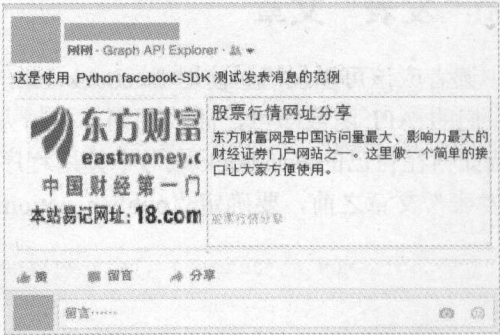 刚刚 · Graph API Explorer ·
这是使用 Python facebook-SDK 测试发表消息的范例
东方财富
eastmoney.c
中国财经第一门
本站易记网址：18.com
股票行情网址分享
东方财富网是中国访问量最大、影响力最大的
财经证券门户网站之一。这里做一个简单的接
口让大家方便使用。
股票行情分享
赞 留言 分享
留言……